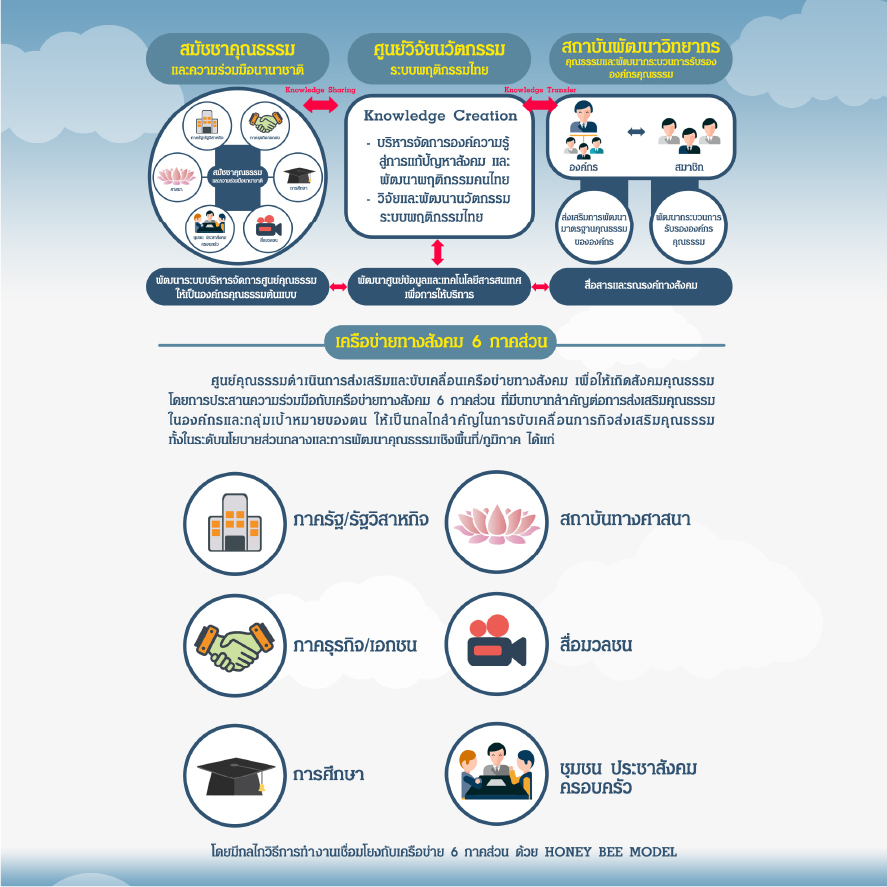 สมัชชาคุณธรรม
และความร่วมมือนานาชาติ
ศูนย์วิจัยนวัตกรรม
ระบบพฤติกรรมไทย
สถาบันพัฒนาวิทยากร
คุณธรรมและพัฒนากระบวนการรับรอง
องค์กรคุณธรรม
Knowledge Sharing
Knowledge Transfer
ภาครัฐ/รัฐวิสาหกิจ
ภาคธุรกิจ/เอกชน
ศาสนา
สมัชชาคุณธรรม
และความร่วมมือนานาชาติ
การศึกษา
ชุมชน ประชาสังคม
ครอบครัว
สื่อมวลชน
Knowledge Creation
- บริหารจัดการองค์ความรู้
สู่การแก้ปัญหาสังคม และ
พัฒนาพฤติกรรมคนไทย
- วิจัยและพัฒนานวัตกรรม
ระบบพฤติกรรมไทย
องค์กร
สมาชิก
ส่งเสริมการพัฒนา
มาตรฐานคุณธรรม
ขององค์กร
พัฒนากระบวนการ
รับรององค์กร
คุณธรรม
พัฒนาระบบบริหารจัดการศูนย์คุณธรรม
ให้เป็นองค์กรคุณธรรมต้นแบบ
พัฒนาศูนย์ข้อมูลและเทคโนโลยีสารสนเทศ
เพื่อการให้บริการ
สื่อสารและรณรงค์ทางสังคม
เครือข่ายทางสังคม 6 ภาคส่วน
ศูนย์คุณธรรมดำเนินการส่งเสริมและขับเคลื่อนเครือข่ายทางสังคม เพื่อให้เกิดสังคมคุณธรรม
โดยการประสานความร่วมมือกับเครือข่ายทางสังคม 6 ภาคส่วน ที่มีบทบาทสำคัญต่อการส่งเสริมคุณธรรม
ในองค์กรและกลุ่มเป้าหมายของตน ให้เป็นกลไกสำคัญในการขับเคลื่อนภารกิจส่งเสริมคุณธรรม
ทั้งในระดับนโยบายส่วนกลางและการพัฒนาคุณธรรมเชิงพื้นที่/ภูมิภาค ได้แก่
ภาครัฐ/รัฐวิสาหกิจ
สถาบันทางศาสนา
ภาคธุรกิจ/เอกชน
สื่อมวลชน
การศึกษา
ชุมชน ประชาสังคม
ครอบครัว
โดยมีกลไกวิธีการทำงานเชื่อมโยงกับเครือข่าย 6 ภาคส่วน ด้วย HONEY BEE MODEL